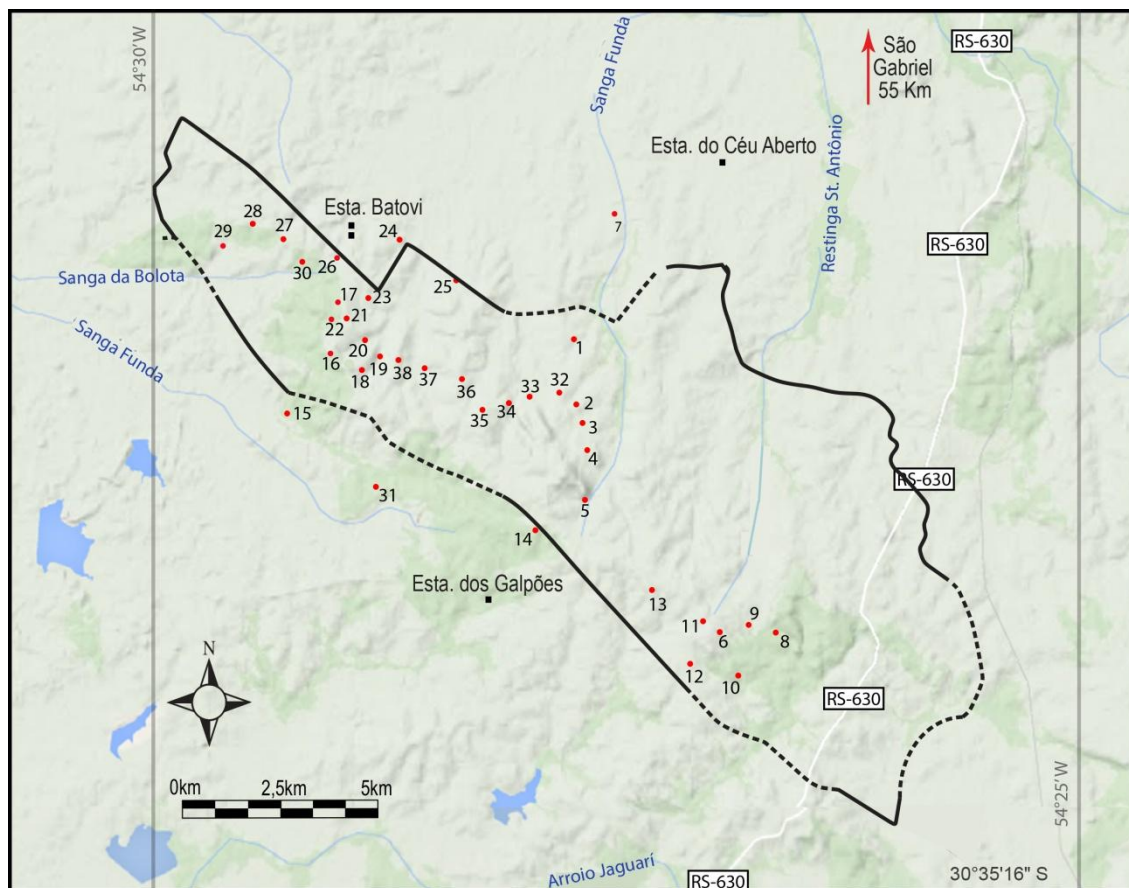 54°30'W
Sanga Funda
São
Gabriel
55 Km
RS-630
Esta. do Céu Aberto
Restinga St. Antônio
7
28
27
29
Esta. Batovi
24
RS-630
30
26
Sanga da Bolota
25
17
23
22
21
1
Sanga Funda
16
20
19
38
18
37
36
33
32
35
34
2
3
15
4
RS-630
31
5
14
Esta. dos Galpões
13
11
6
9
8
12
10
N
RS-630
0km
2,5km
5km
54°25'W
Arroio Jaguarí
RS-630
30°35'16" S